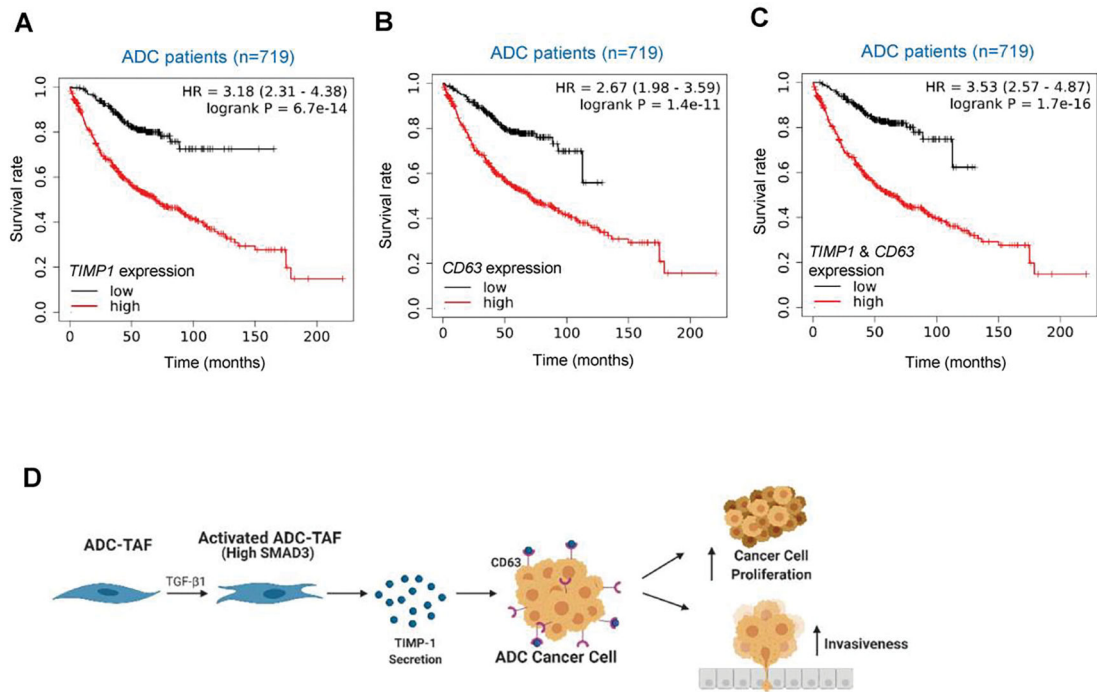 A
ADC patients (n=719)
HR = 3.18 (2.31 - 4.38)
logrank P = 6.7e-14
Survival rate
1.0
0.8
0.6
0.4
0.2
0.0
TIMP1 expression
low
high
0
50
100
150
200
Time (months)
B
ADC patients (n=719)
HR = 2.67 (1.98 - 3.59)
logrank P = 1.4e-11
Survival rate
1.0
0.8
0.6
0.4
0.2
0.0
CD63 expression
low
high
0
50
100
150
200
Time (months)
C
ADC patients (n=719)
HR = 3.53 (2.57 - 4.87)
logrank P = 1.7e-16
Survival rate
1.0
0.8
0.6
0.4
0.2
0.0
TIMP1 & CD63
expression
low
high
0
50
100
150
200
Time (months)
D
ADC-TAF
TGF-β1
Activated ADC-TAF
(High SMAD3)
TIMP-1
Secretion
CD63
ADC Cancer Cell
Cancer Cell
Proliferation
Invasiveness